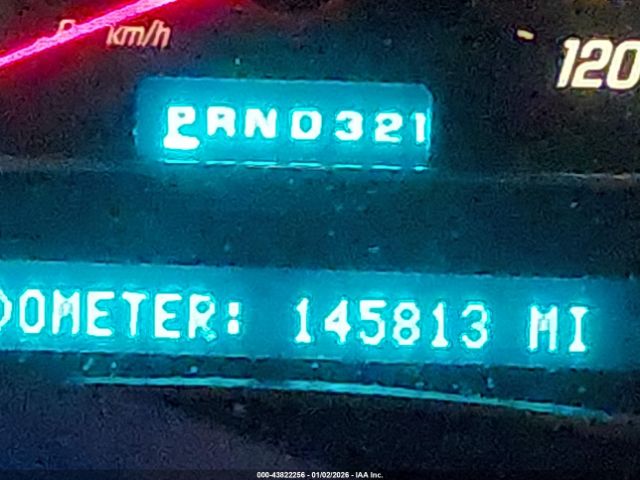 km/h
120
PRND321
ODOMETER: 145813 MI
000-43822256 - 01/02/2026 - IAA Inc.